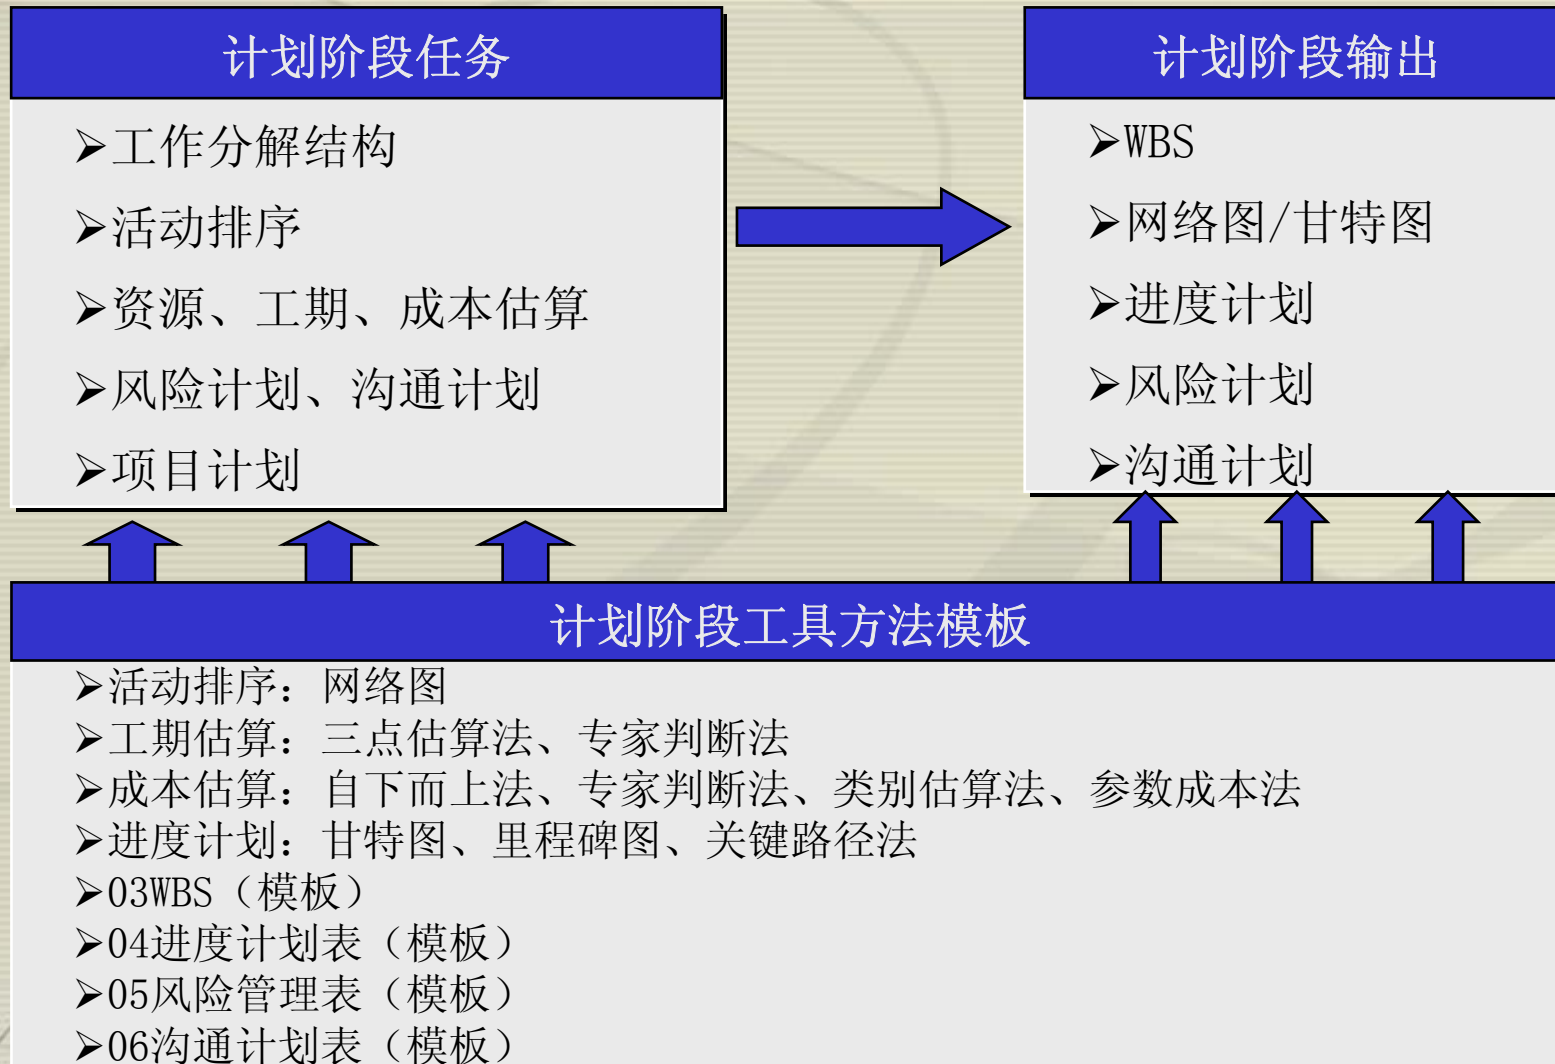 计划阶段任务
➢工作分解结构
➢活动排序
➢资源、工期、成本估算
➢风险计划、沟通计划
➢项目计划
计划阶段输出
➢WBS
➢网络图/甘特图
➢进度计划
➢风险计划
➢沟通计划
计划阶段工具方法模板
➢活动排序：网络图
➢工期估算：三点估算法、专家判断法
➢成本估算：自下而上法、专家判断法、类别估算法、参数成本法
➢进度计划：甘特图、里程碑图、关键路径法
➢03WBS（模板）
➢04进度计划表（模板）
➢05风险管理表（模板）
➢06沟通计划表（模板）